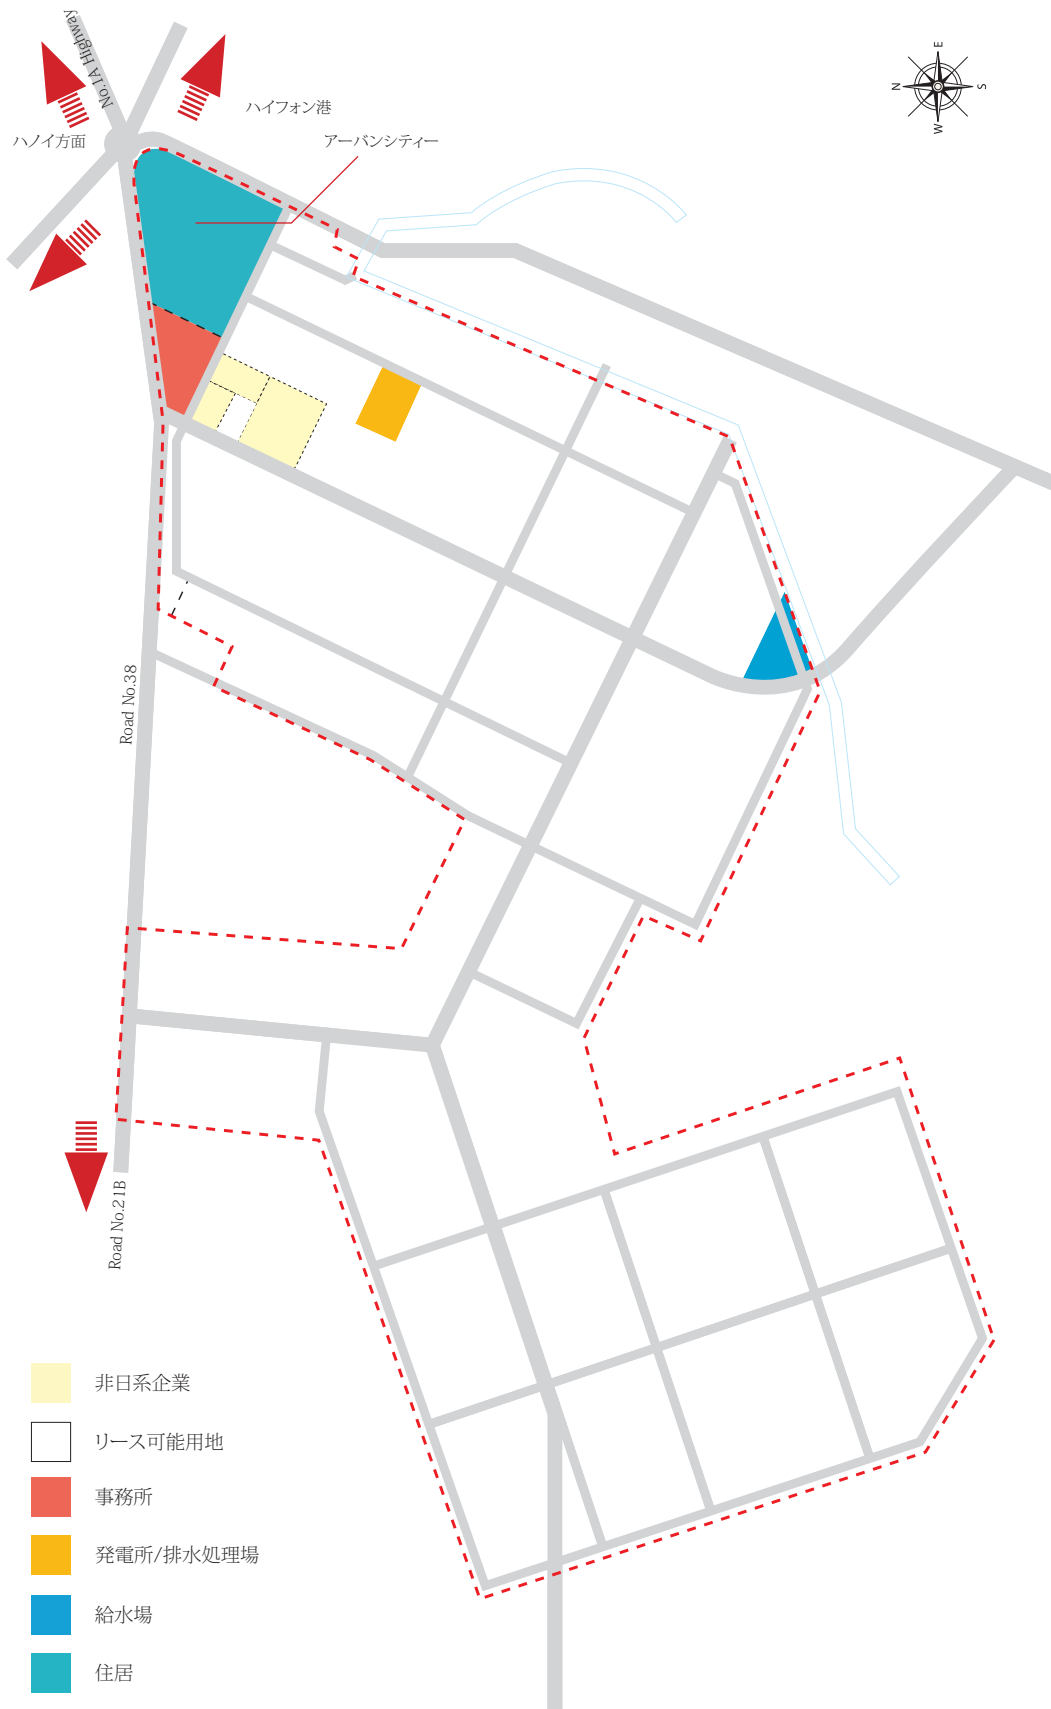 No.1A Highway
ハイフォン港
ハノイ方面
アーバンシティー
E
N
S
W
Road No.38
Road No.21B
非日系企業
リース可能用地
事務所
発電所/排水処理場
給水場
住居